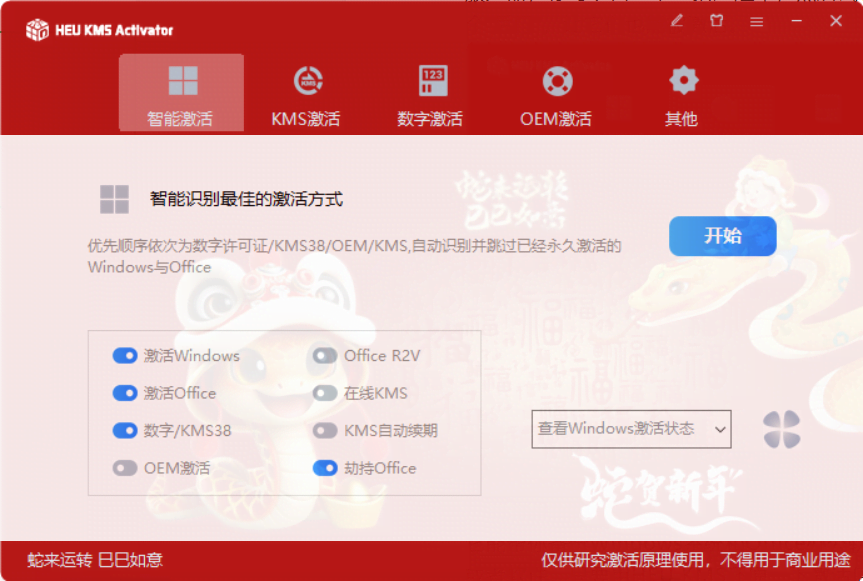 HEU KMS Activator
智能激活
KMS激活
数字激活
OEM激活
其他
智能识别最佳的激活方式
蛇来运转
巳巳如意
优先顺序依次为数字许可证/KMS38/OEM/KMS,自动识别并跳过已经永久激活的
Windows与Office
开始
激活Windows
Office R2V
激活Office
在线KMS
数字/KMS38
KMS自动续期
OEM激活
劫持Office
查看Windows激活状态
蛇贺新年
蛇来运转 巳巳如意
仅供研究激活原理使用，不得用于商业用途